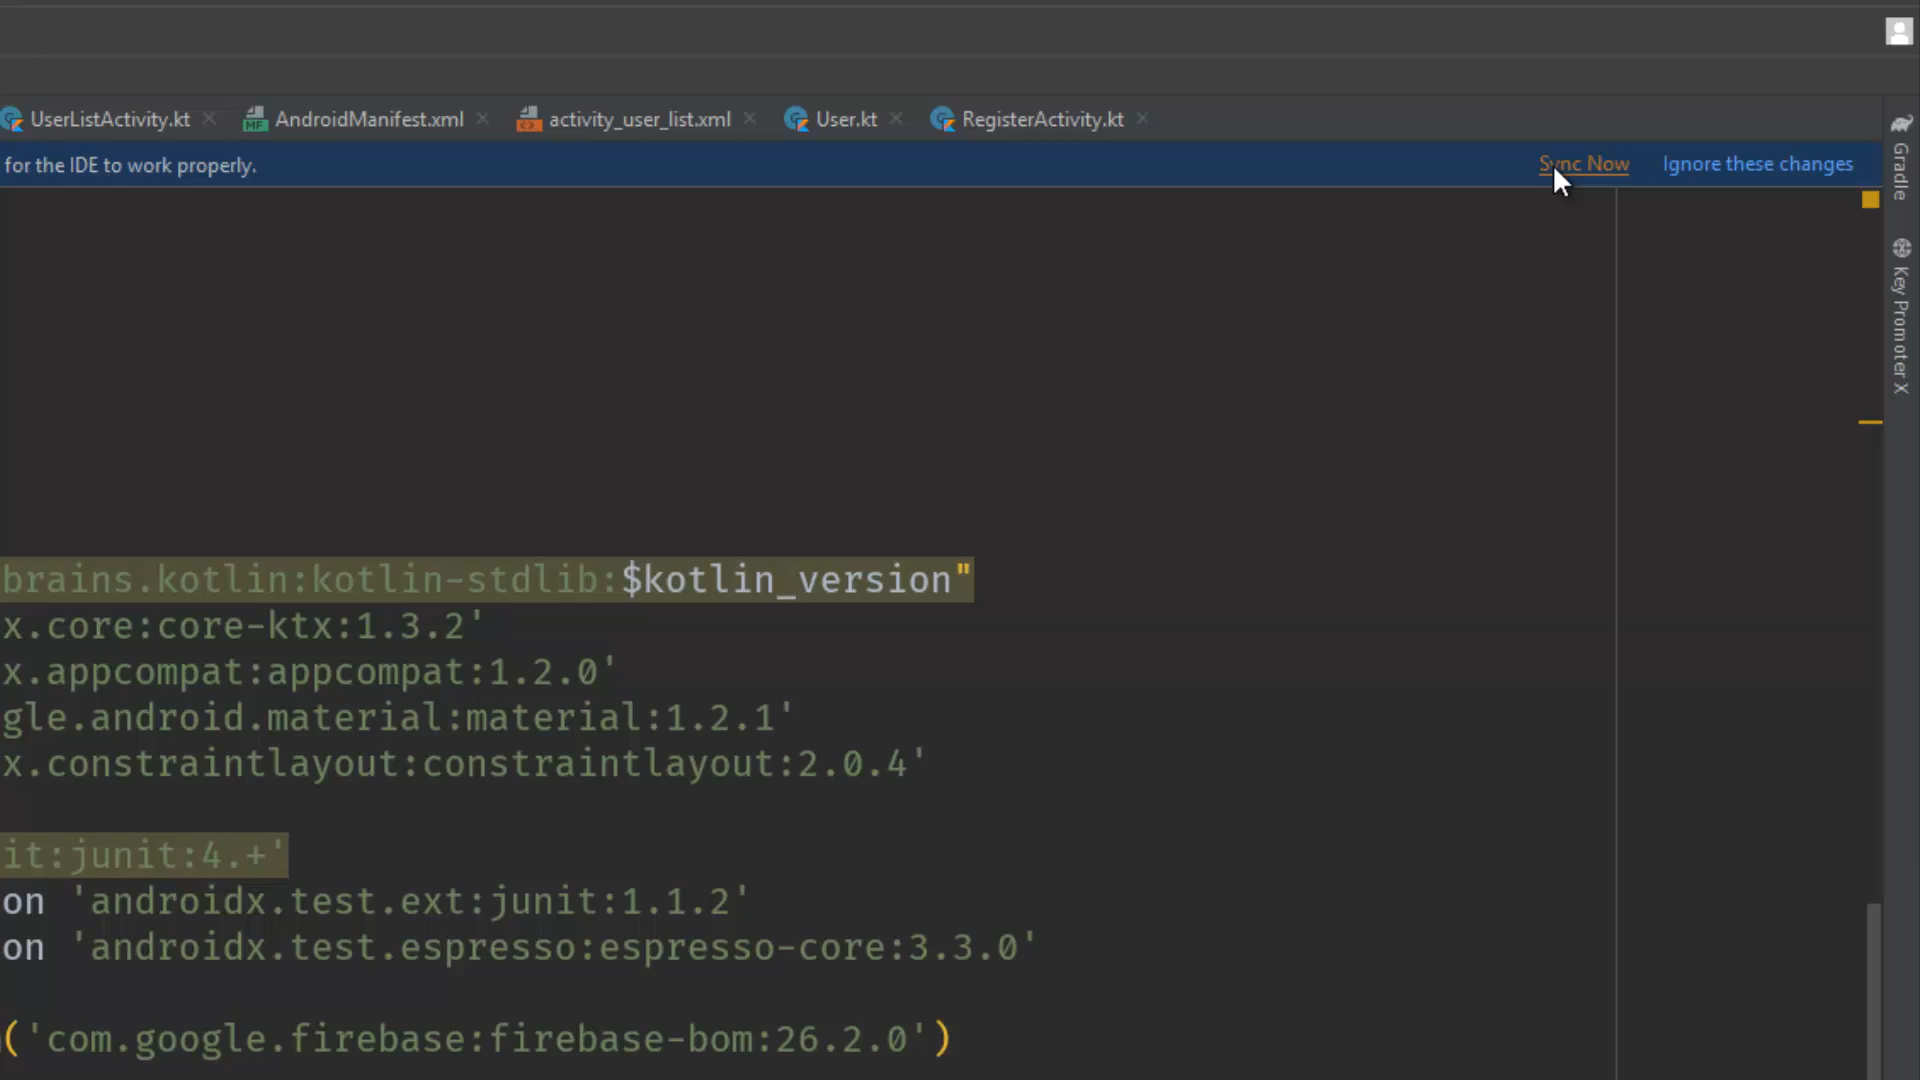 UserListActivity.kt AndroidManifest.xml activity_user_list.xml User.kt RegisterActivity.kt
for the IDE to work properly. Sync Now Ignore these changes
Gradle
Key Promoter X
brains.kotlin:kotlin-stdlib:$kotlin_version"
x.core:core-ktx:1.3.2'
x.appcompat:appcompat:1.2.0'
gle.android.material:material:1.2.1'
x.constraintlayout:constraintlayout:2.0.4'
it:junit:4.+'
on 'androidx.test.ext:junit:1.1.2'
on 'androidx.test.espresso:espresso-core:3.3.0'
('com.google.firebase:firebase-bom:26.2.0')